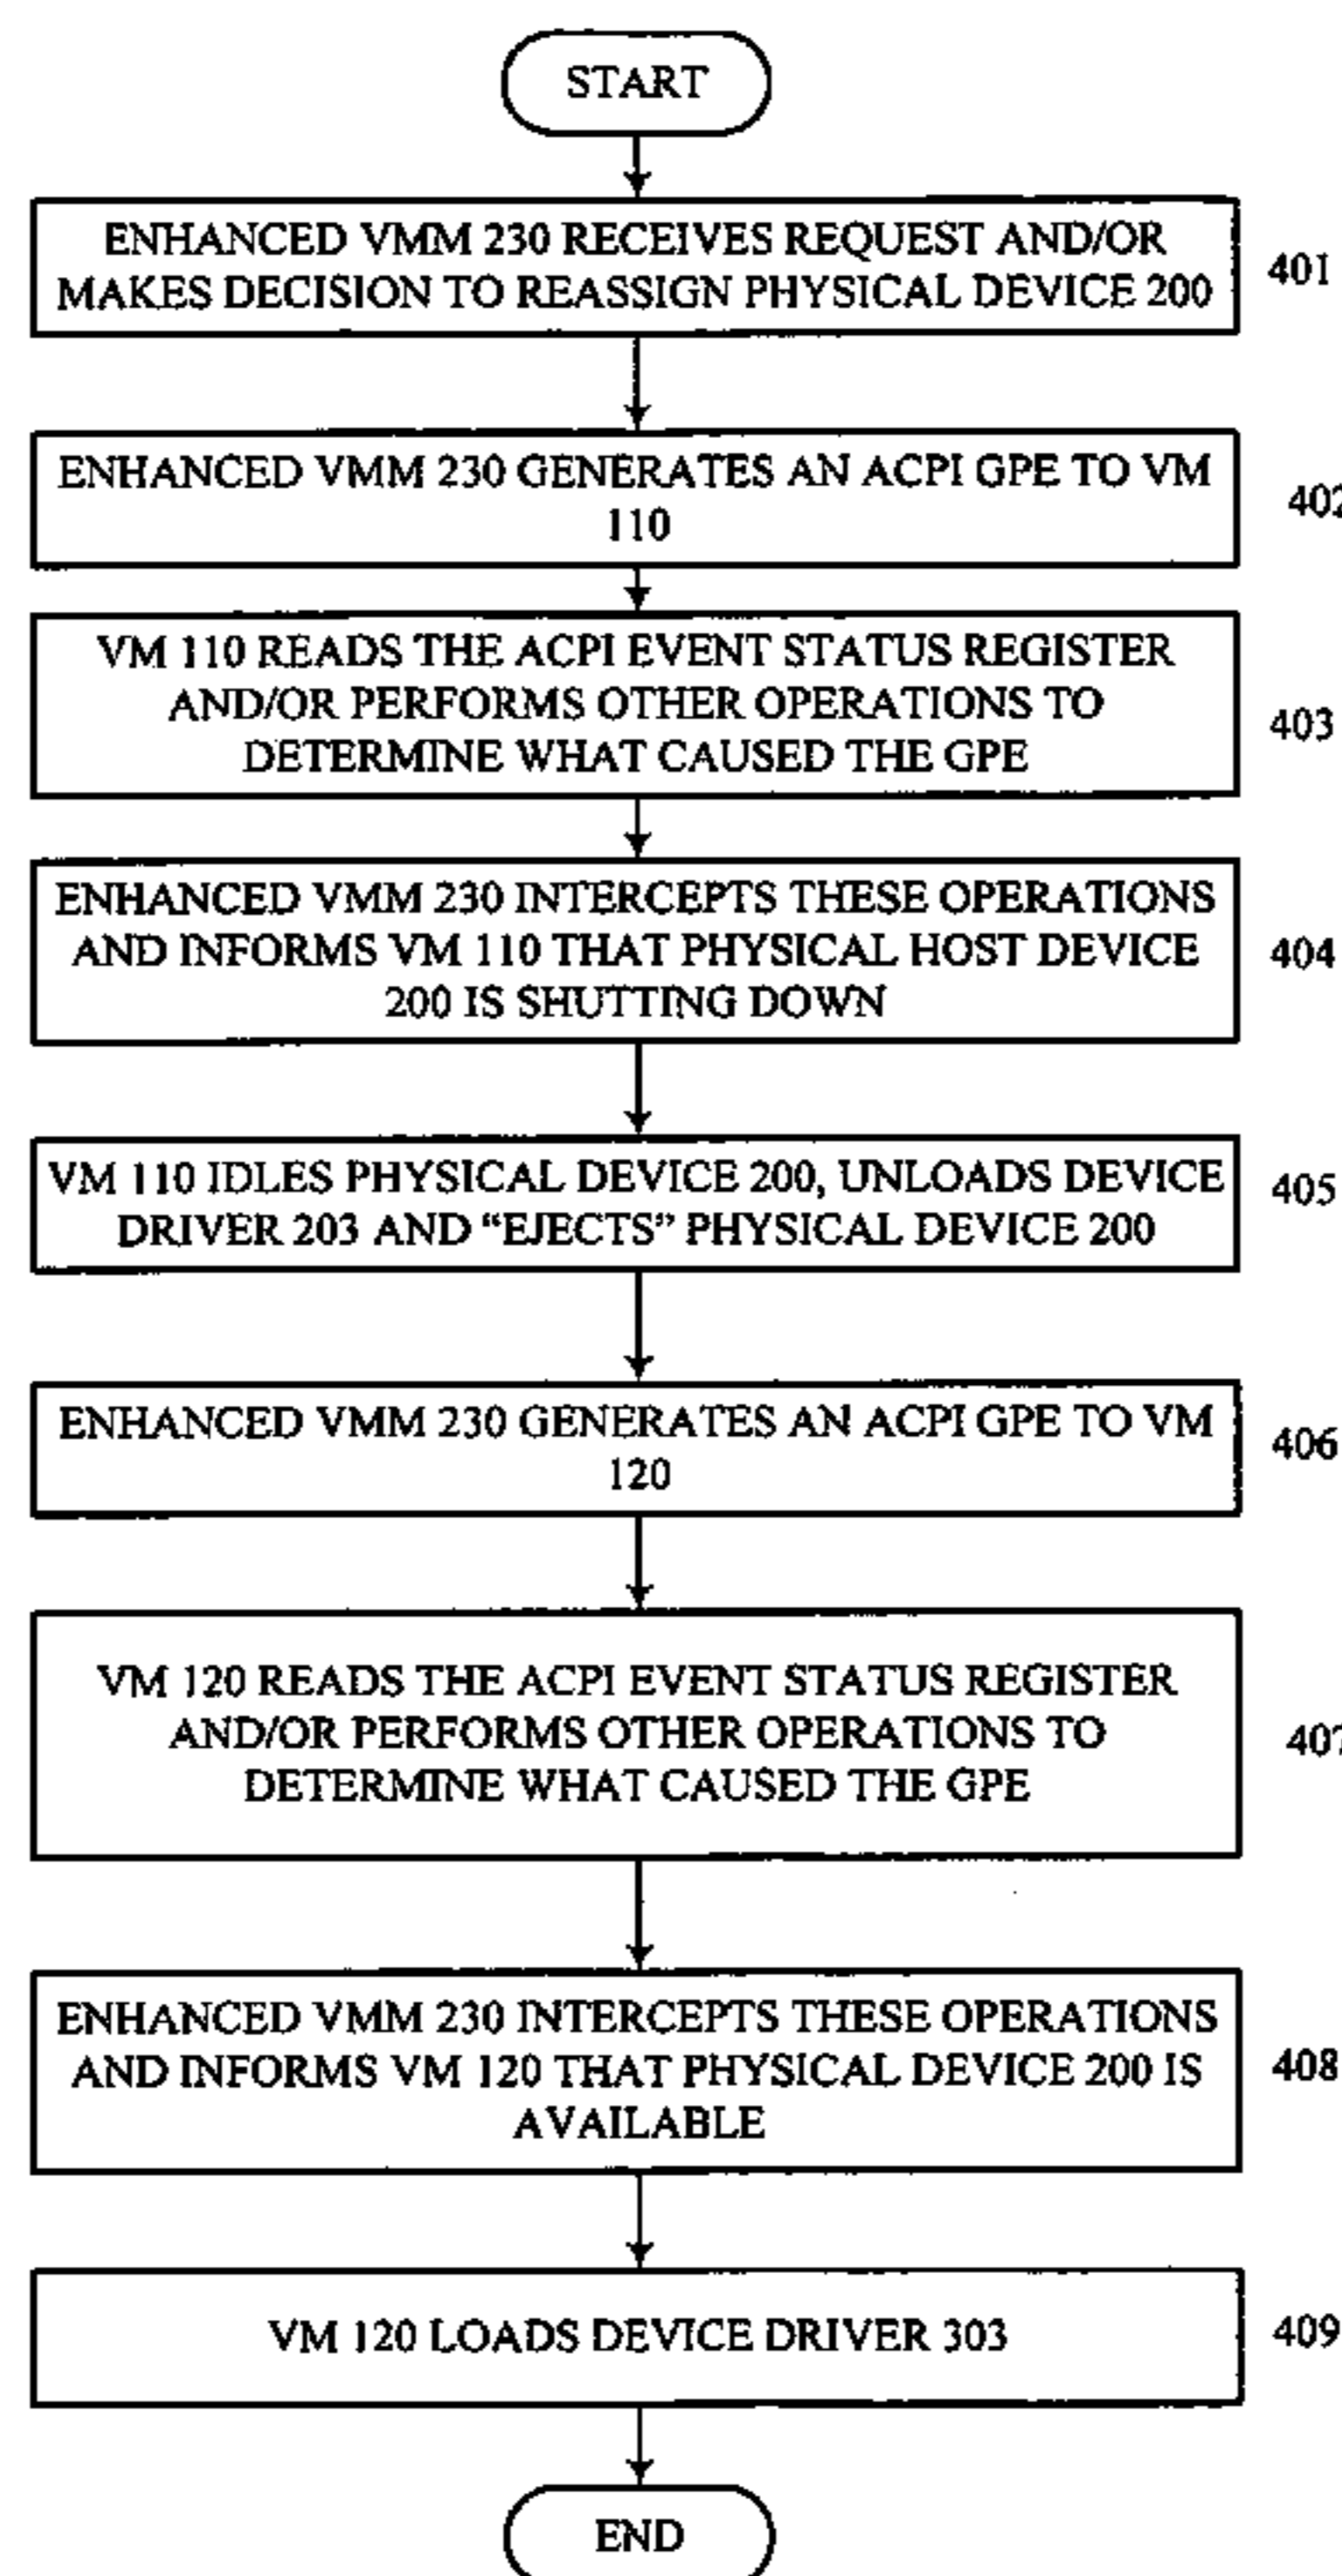 START
ENHANCED VMM 230 RECEIVES REQUEST AND/OR
MAKES DECISION TO REASSIGN PHYSICAL DEVICE 200
401
ENHANCED VMM 230 GENERATES AN ACPI GPE TO VM
110
402
VM 110 READS THE ACPI EVENT STATUS REGISTER
AND/OR PERFORMS OTHER OPERATIONS TO
DETERMINE WHAT CAUSED THE GPE
403
ENHANCED VMM 230 INTERCEPTS THESE OPERATIONS
AND INFORMS VM 110 THAT PHYSICAL HOST DEVICE
200 IS SHUTTING DOWN
404
VM 110 IDLES PHYSICAL DEVICE 200, UNLOADS DEVICE
DRIVER 203 AND “EJECTS” PHYSICAL DEVICE 200
405
ENHANCED VMM 230 GENERATES AN ACPI GPE TO VM
120
406
VM 120 READS THE ACPI EVENT STATUS REGISTER
AND/OR PERFORMS OTHER OPERATIONS TO
DETERMINE WHAT CAUSED THE GPE
407
ENHANCED VMM 230 INTERCEPTS THESE OPERATIONS
AND INFORMS VM 120 THAT PHYSICAL DEVICE 200 IS
AVAILABLE
408
VM 120 LOADS DEVICE DRIVER 303
409
END